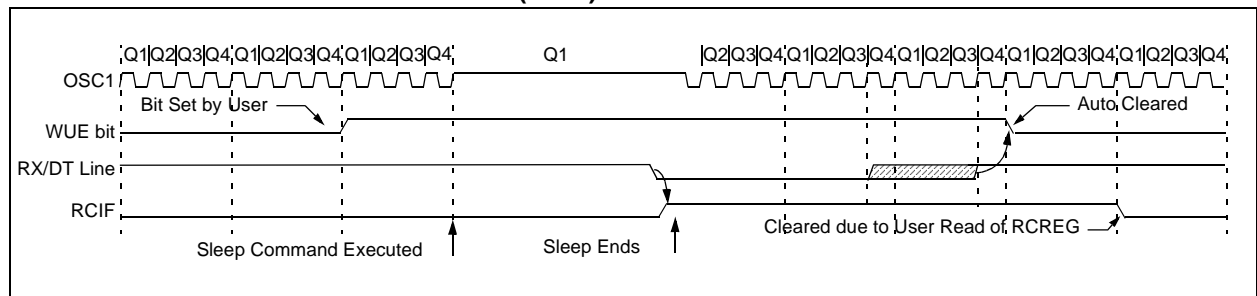 Q1 Q2 Q3 Q4 Q1 Q2 Q3 Q4 Q1 Q2 Q3 Q4 Q1 Q2 Q3 Q4 Q1 Q2 Q3 Q4 Q1 Q2 Q3 Q4 Q1 Q2 Q3 Q4 Q1 Q2 Q3 Q4
OSC1
Bit Set by User Auto Cleared
WUE bit
RX/DT Line
RCIF
Cleared due to User Read of RCREG
Sleep Command Executed Sleep Ends